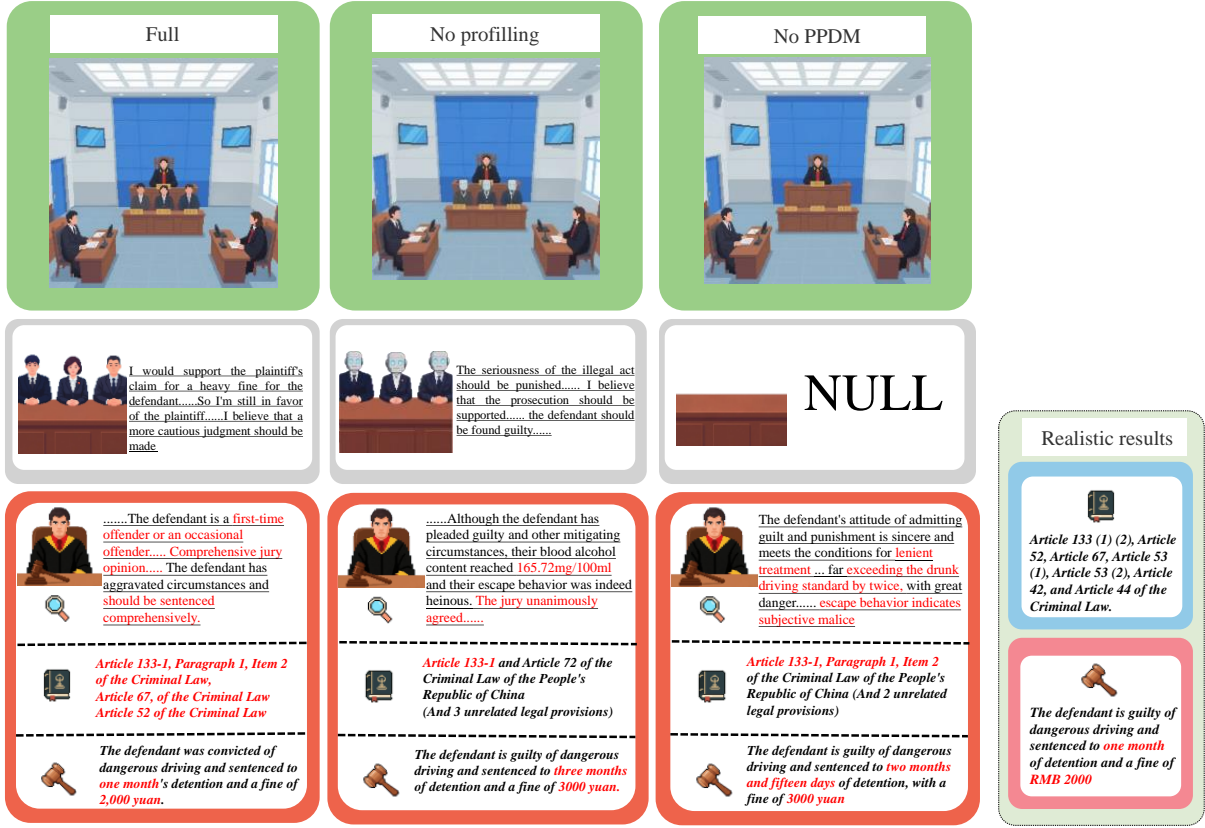 Full
No profilling
No PPDM
I would support the plaintiff's
claim for a heavy fine for the
defendant......So I'm still in favor
of the plaintiff......I believe that a
more cautious judgment should be
made
The seriousness of the illegal act
should be punished...... I believe
that the prosecution should be
supported...... the defendant should
be found guilty......
NULL
.......The defendant is a first-time
offender or an occasional
offender..... Comprehensive jury
opinion..... The defendant has
aggravated circumstances and
should be sentenced
comprehensively.
Article 133-1, Paragraph 1, Item 2
of the Criminal Law,
Article 67, of the Criminal Law
Article 52 of the Criminal Law
The defendant was convicted of
dangerous driving and sentenced to
one month's detention and a fine of
2,000 yuan.
......Although the defendant has
pleaded guilty and other mitigating
circumstances, their blood alcohol
content reached 165.72mg/100ml
and their escape behavior was indeed
heinous. The jury unanimously
agreed......
Article 133-1 and Article 72 of the
Criminal Law of the People's
Republic of China
(And 3 unrelated legal provisions)
The defendant is guilty of dangerous
driving and sentenced to three months
of detention and a fine of 3000 yuan.
The defendant's attitude of admitting
guilt and punishment is sincere and
meets the conditions for lenient
treatment ... far exceeding the drunk
driving standard by twice, with great
danger...... escape behavior indicates
subjective malice
Article 133-1, Paragraph 1, Item 2
of the Criminal Law of the People's
Republic of China (And 2 unrelated
legal provisions)
The defendant is guilty of dangerous
driving and sentenced to two months
and fifteen days of detention, with a
fine of 3000 yuan
Realistic results
Article 133 (1) (2), Article
52, Article 67, Article 53
(1), Article 53 (2), Article
42, and Article 44 of the
Criminal Law.
The defendant is guilty of
dangerous driving and
sentenced to one month
of detention and a fine of
RMB 2000